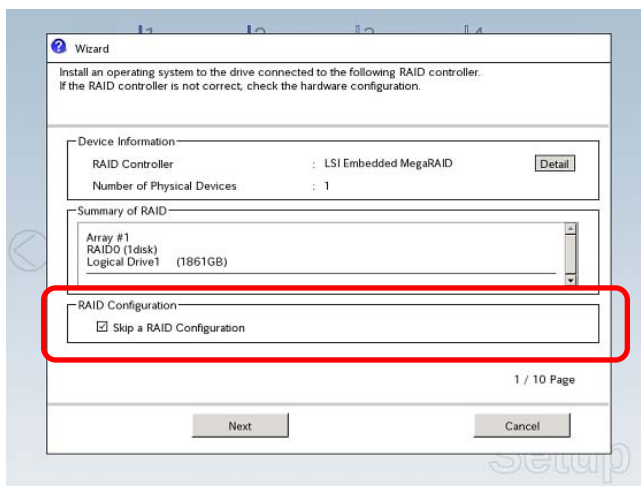 Wizard
Install an operating system to the drive connected to the following RAID controller.
If the RAID controller is not correct, check the hardware configuration.
Device Information
RAID Controller : LSI Embedded MegaRAID Detail
Number of Physical Devices : 1
Summary of RAID
Array #1
RAID0 (1disk)
Logical Drive1 (1861GB)
RAID Configuration
Skip a RAID Configuration
1 / 10 Page
Next Cancel
Setup